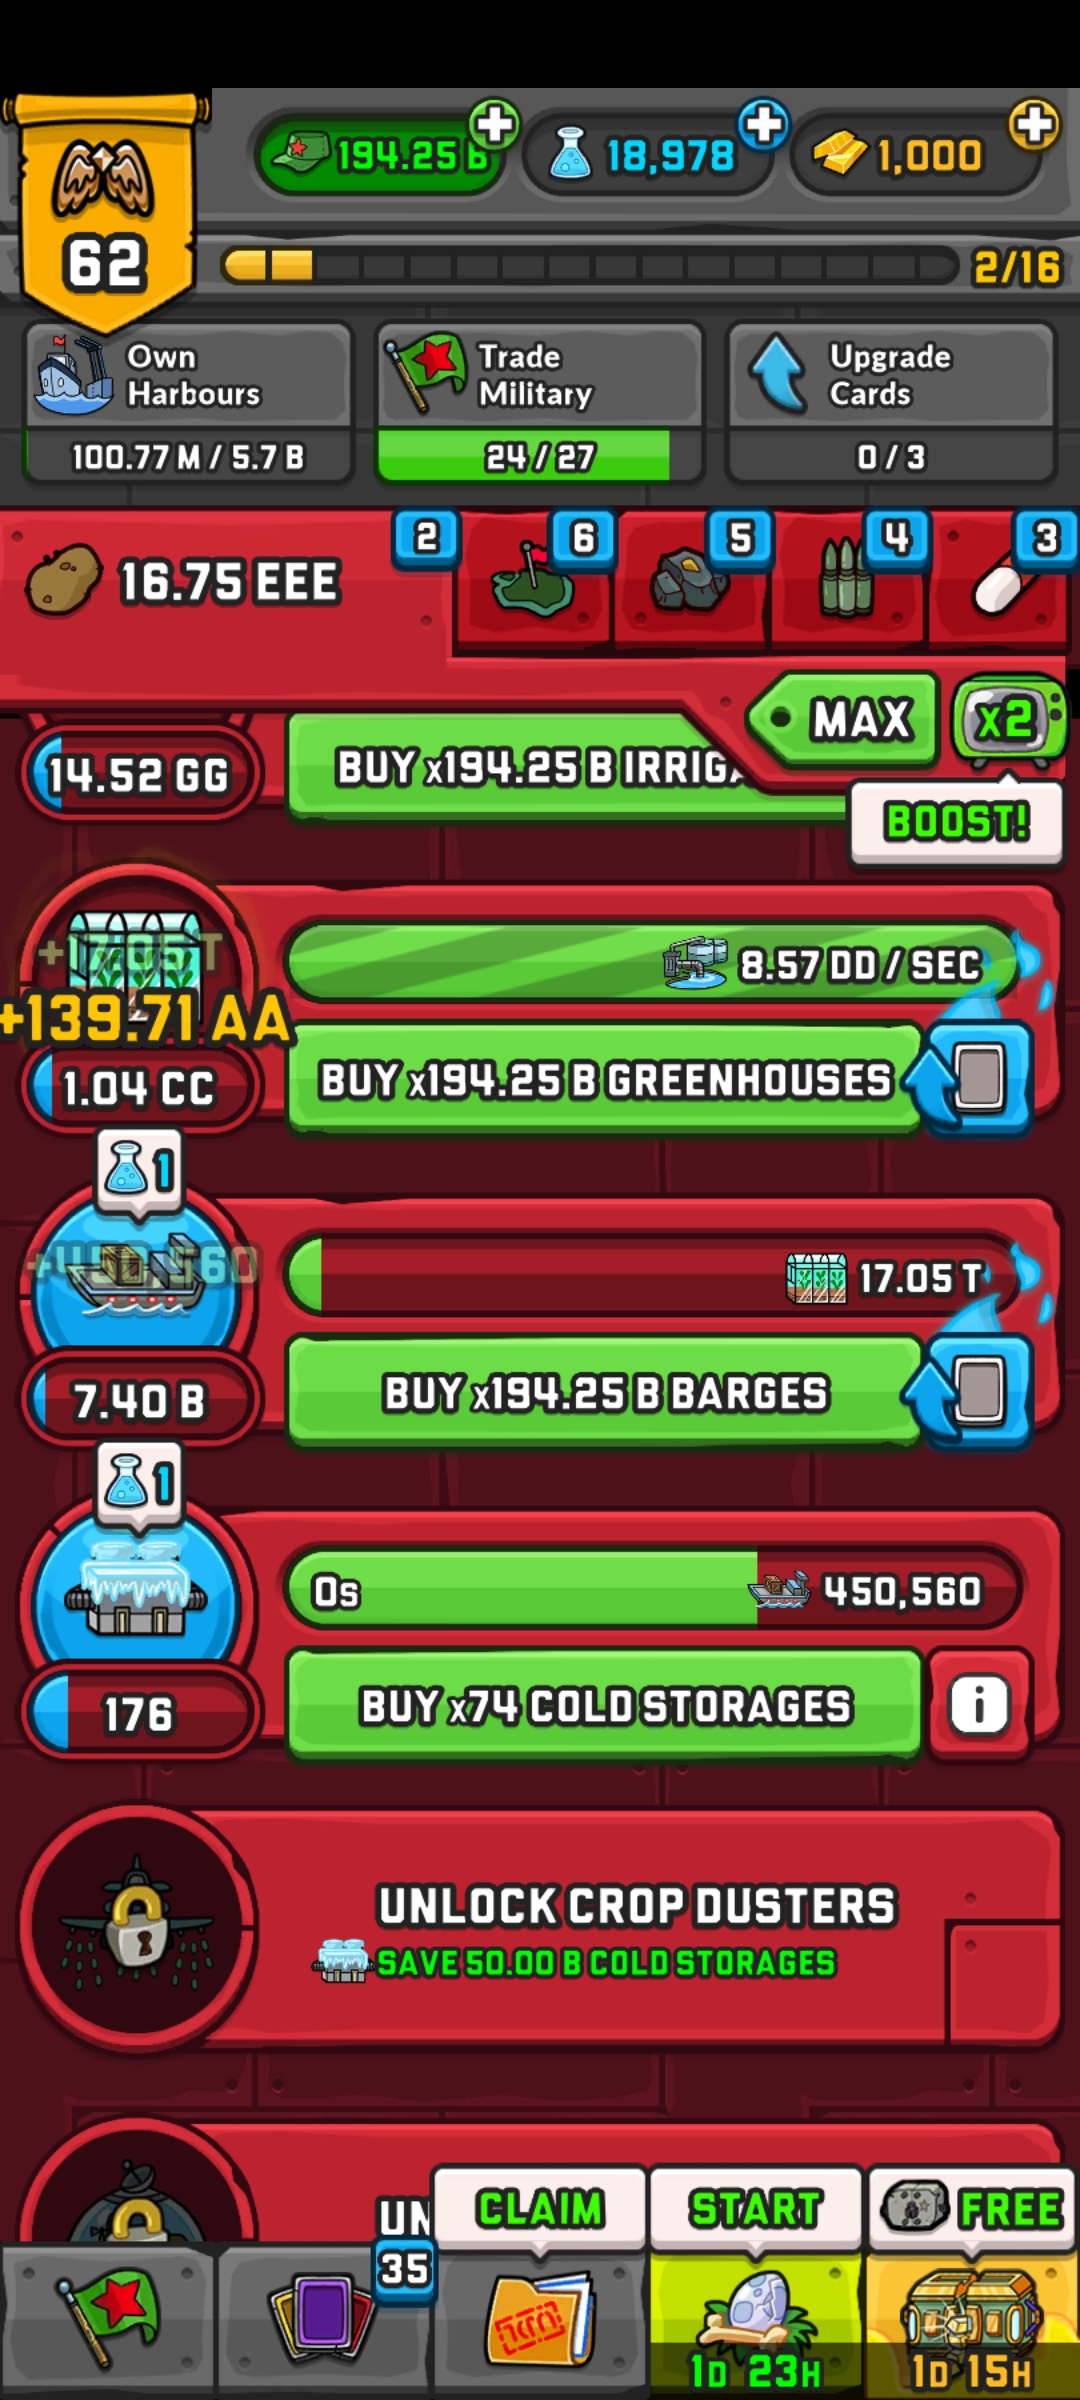 62
194.25 B
18,978
1,000
2/16
Own
Harbours
100.77 M / 5.7 B
Trade
Military
24 / 27
Upgrade
Cards
0 / 3
16.75 EEE
2
6
5
4
3
MAX
x2
BOOST!
14.52 GG
BUY x194.25 B
+17.05 T
+139.71 AA
8.57 DD / SEC
1.04 CC
BUY x194.25 B GREENHOUSES
1
+450,560
17.05 T
7.40 B
BUY x194.25 B BARGES
1
0s
450,560
176
BUY x74 COLD STORAGES
i
UNLOCK CROP DUSTERS
SAVE 50.00 B COLD STORAGES
CLAIM
START
FREE
35
1D 23H
1D 15H